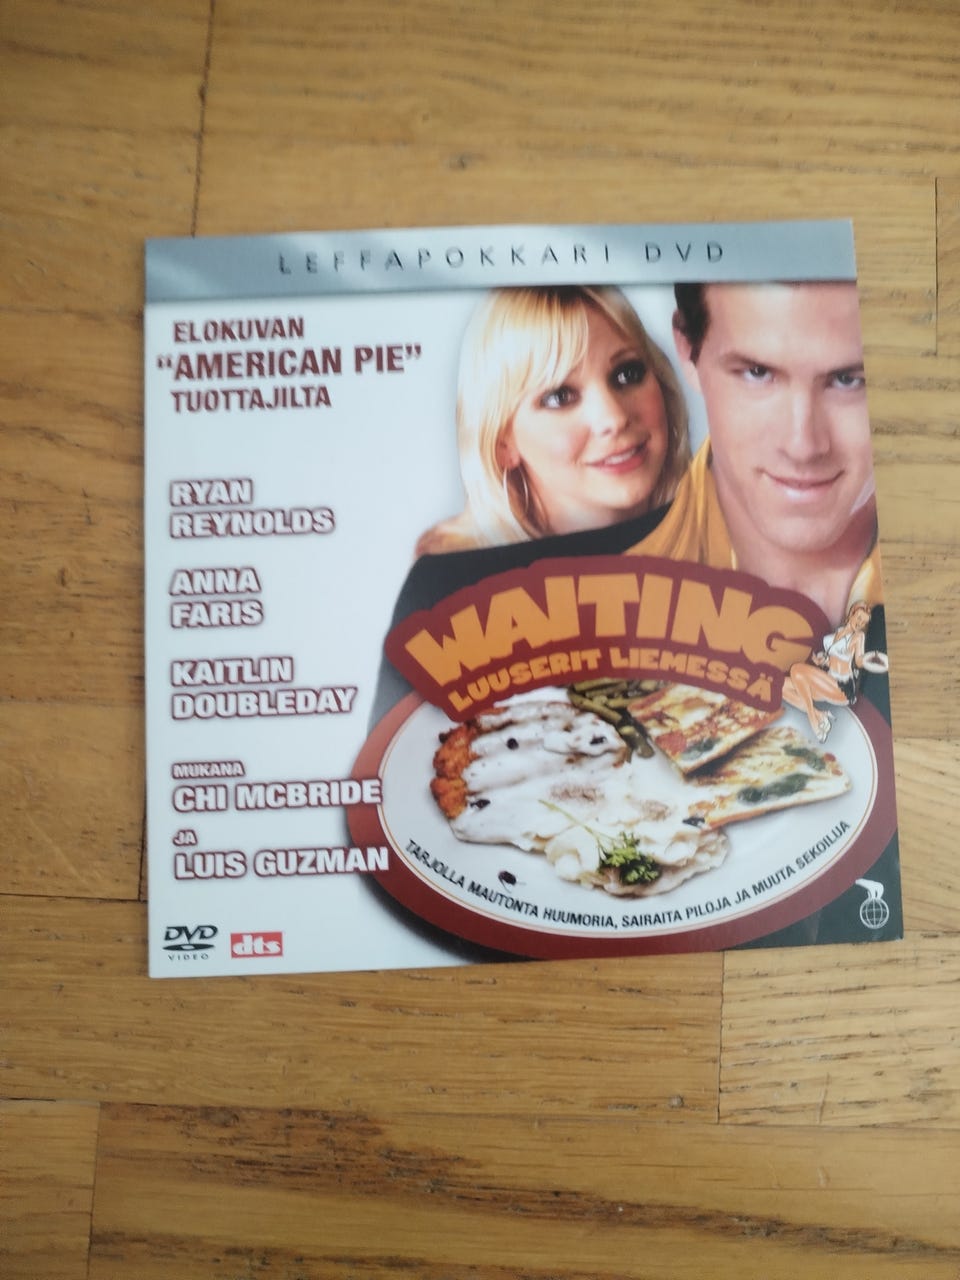 LEFFAPOKKARI DVD
ELOKUVAN
"AMERICAN PIE"
TUOTTAJILTA
RYAN
REYNOLDS
ANNA
FARIS
KAITLIN
DOUBLEDAY
MUKANA
CHI MCBRIDE
JA
LUIS GUZMAN
WAITING
LUUSERIT LIEMESSÄ
TARJOLLA MAUTONTA HUUMORIA, SAIRAITA PILOJA JA MUUTA SEKOILUA
DVD
VIDEO
dts